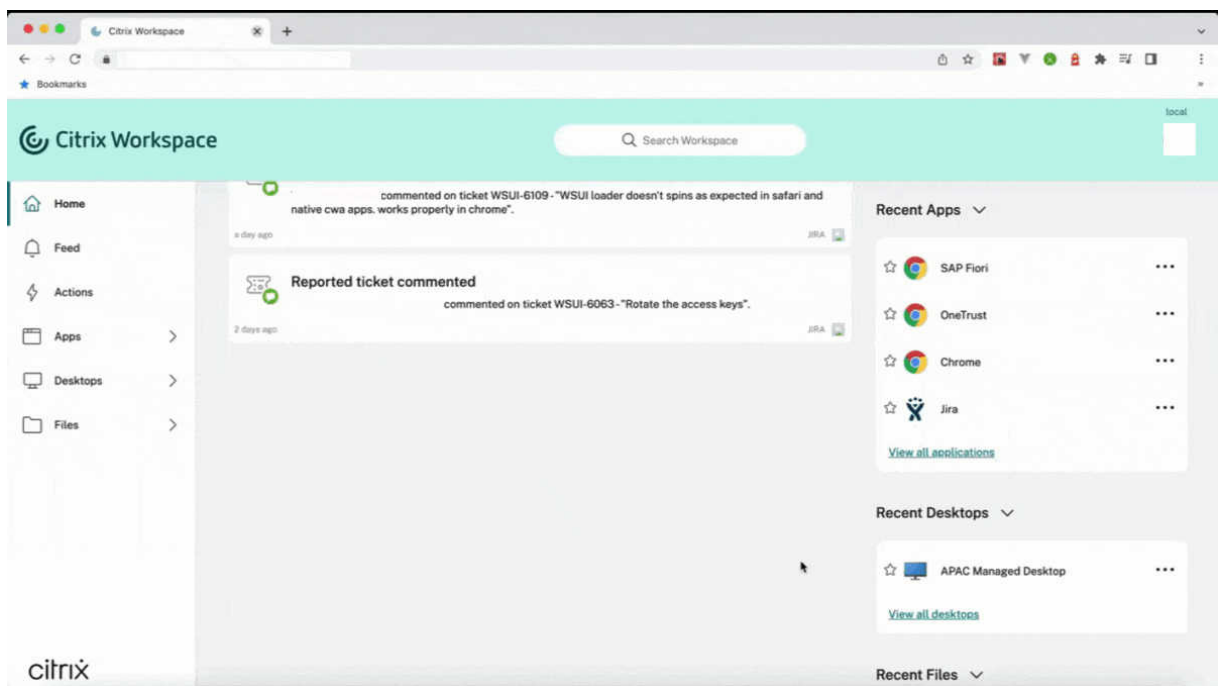 Citrix Workspace
Bookmarks
local
Citrix Workspace
Search Workspace
Home
Feed
Actions
Apps
Desktops
Files
citrix
commented on ticket WSUI-6109-"WSUI loader doesn't spins as expected in safari and
native cwa apps. works properly in chrome".
a day ago
JIRA
Reported ticket commented
commented on ticket WSUI-6063-"Rotate the access keys".
2 days ago
JIRA
Recent Apps
SAP Fiori
OneTrust
Chrome
Jira
View all applications
Recent Desktops
APAC Managed Desktop
View all desktops
Recent Files